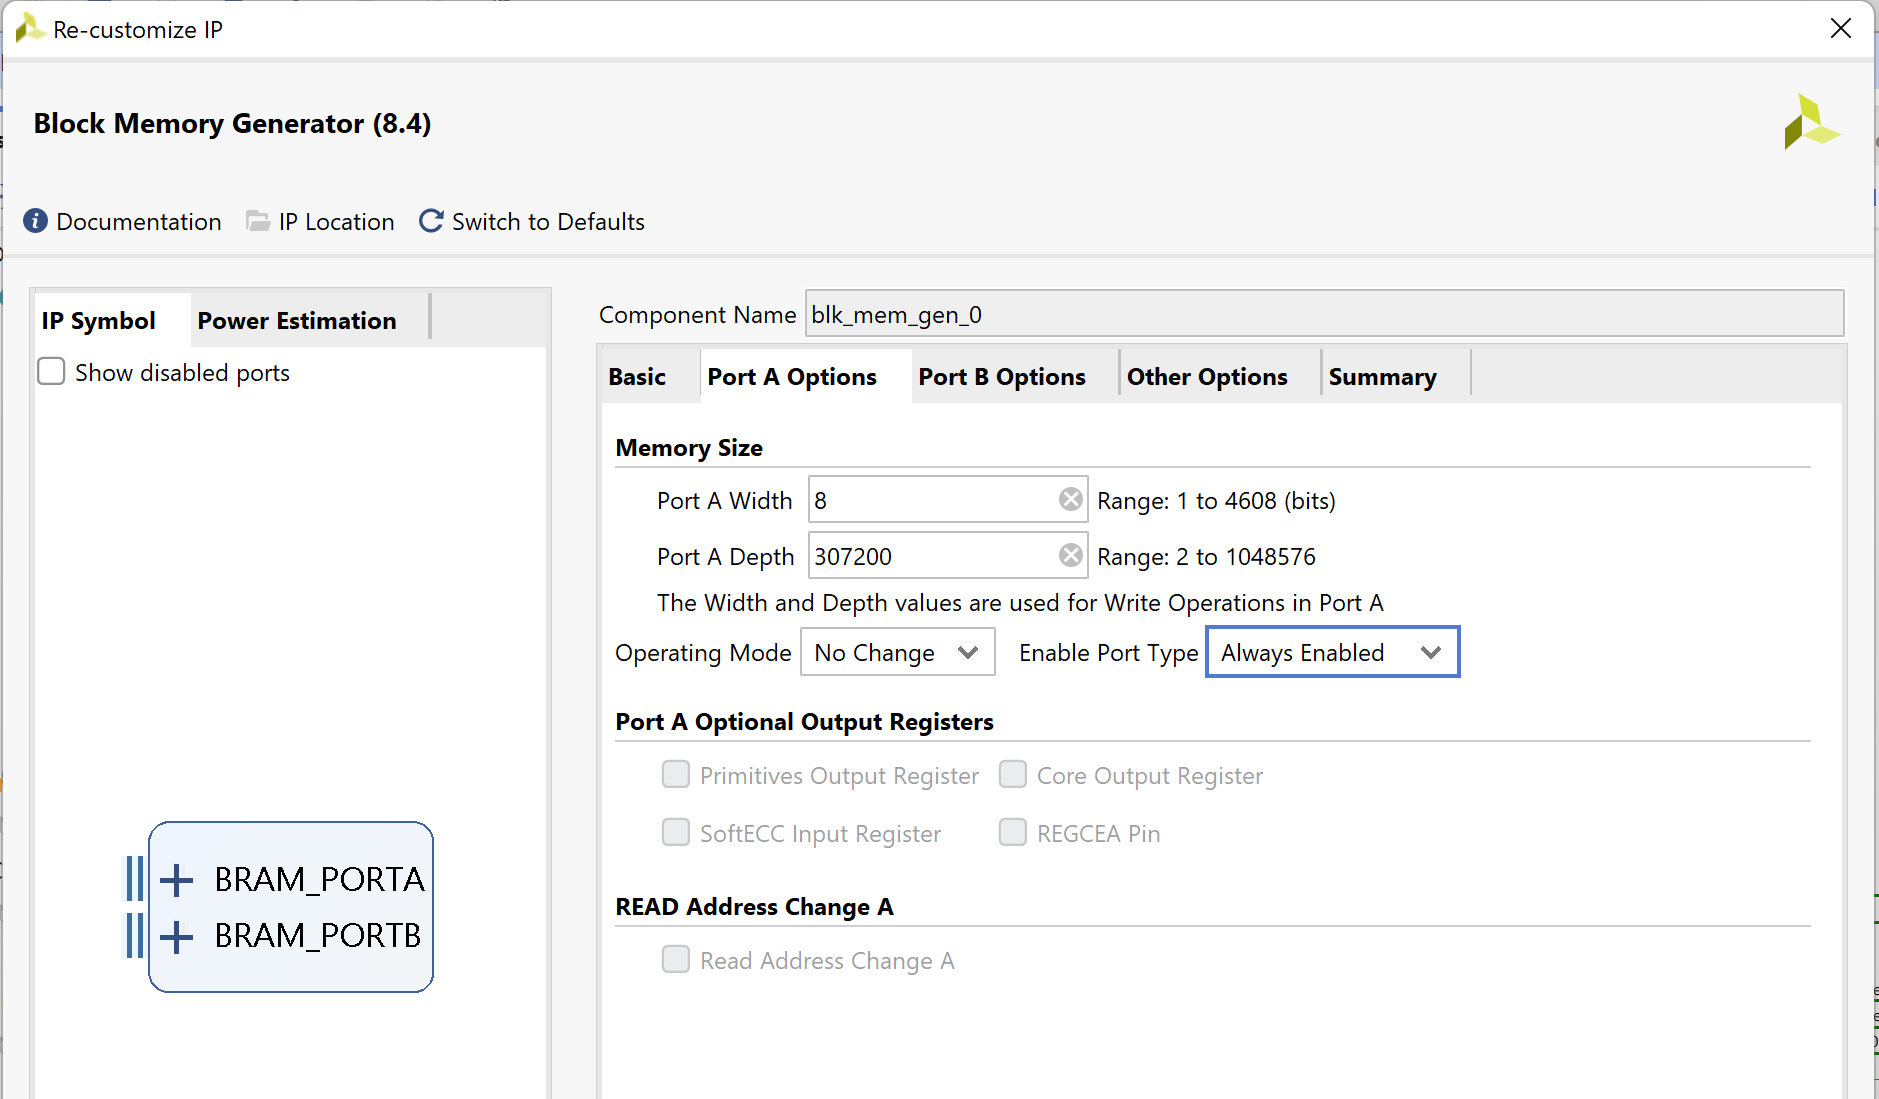 Re-customize IP
Block Memory Generator (8.4)
Documentation IP Location Switch to Defaults
IP Symbol Power Estimation
Show disabled ports
BRAM_PORTA
BRAM_PORTB
Component Name blk_mem_gen_0
Basic Port A Options Port B Options Other Options Summary
Memory Size
Port A Width 8 Range: 1 to 4608 (bits)
Port A Depth 307200 Range: 2 to 1048576
The Width and Depth values are used for Write Operations in Port A
Operating Mode No Change Enable Port Type Always Enabled
Port A Optional Output Registers
Primitives Output Register Core Output Register
SoftECC Input Register REGCEA Pin
READ Address Change A
Read Address Change A